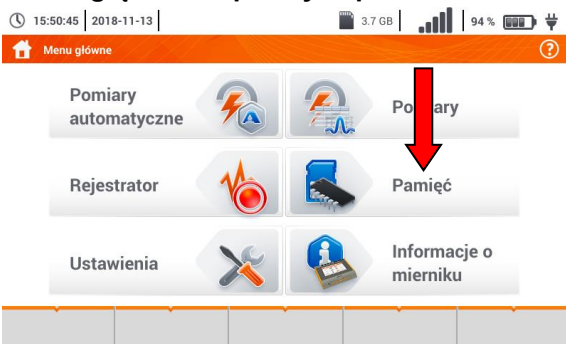 15:50:45 2018-11-13 3.7 GB 94 %
Menu główne ?
Pomiary
automatyczne
Rejestrator
Pamięć
Ustawienia
Informacje o
mierniku